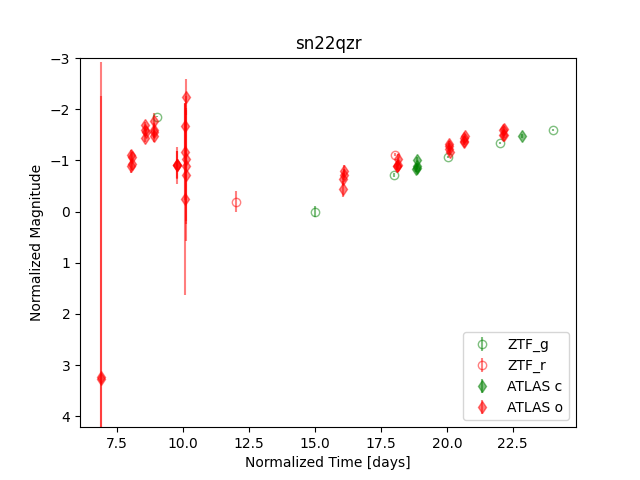 sn22qzr
−3
−2
−1
0
1
2
3
4
Normalized Magnitude
7.5 10.0 12.5 15.0 17.5 20.0 22.5
Normalized Time [days]
ZTF_g
ZTF_r
ATLAS c
ATLAS o